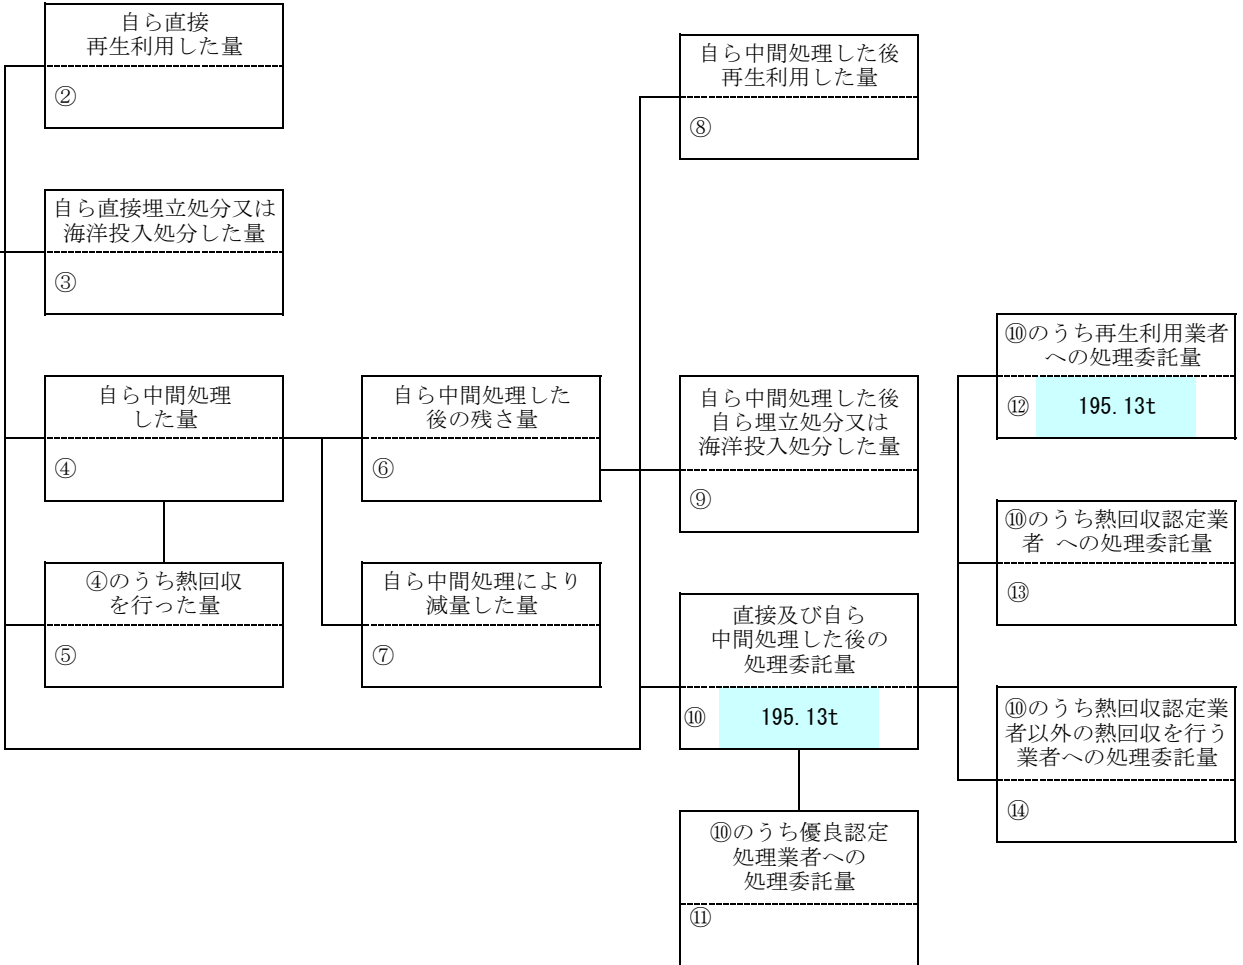 自ら直接
再生利用した量
②
自ら直接埋立処分又は
海洋投入処分した量
③
自ら中間処理
した量
④
④のうち熱回収
を行った量
⑤
自ら中間処理した
後の残さ量
⑥
自ら中間処理により
減量した量
⑦
自ら中間処理した後
再生利用した量
⑧
自ら中間処理した後
自ら埋立処分又は
海洋投入処分した量
⑨
直接及び自ら
中間処理した後の
処理委託量
⑩ 195.13t
⑩のうち優良認定
処理業者への
処理委託量
⑪
⑩のうち再生利用業者
への処理委託量
⑫ 195.13t
⑩のうち熱回収認定業
者 への処理委託量
⑬
⑩のうち熱回収認定業
者以外の熱回収を行う
業者への処理委託量
⑭